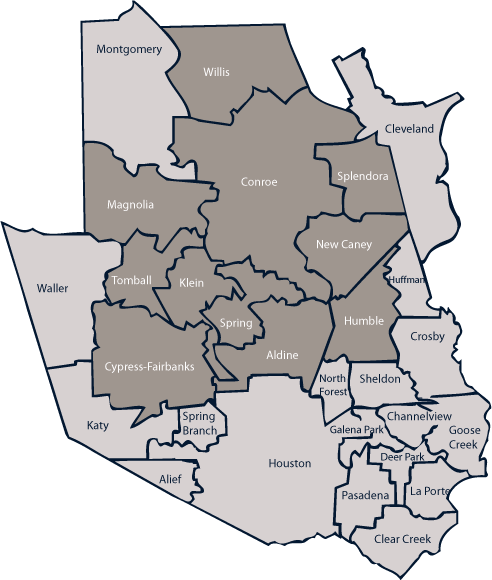 Montgomery
Willis
Cleveland
Conroe
Splendora
Magnolia
New Caney
Waller
Tomball
Klein
Huffman
Spring
Humble
Crosby
Aldine
Cypress-Fairbanks
North
Forest
Sheldon
Katy
Spring
Branch
Channelview
Galena Park
Goose
Creek
Deer Park
Houston
Alief
Pasadena
La Porte
Clear Creek